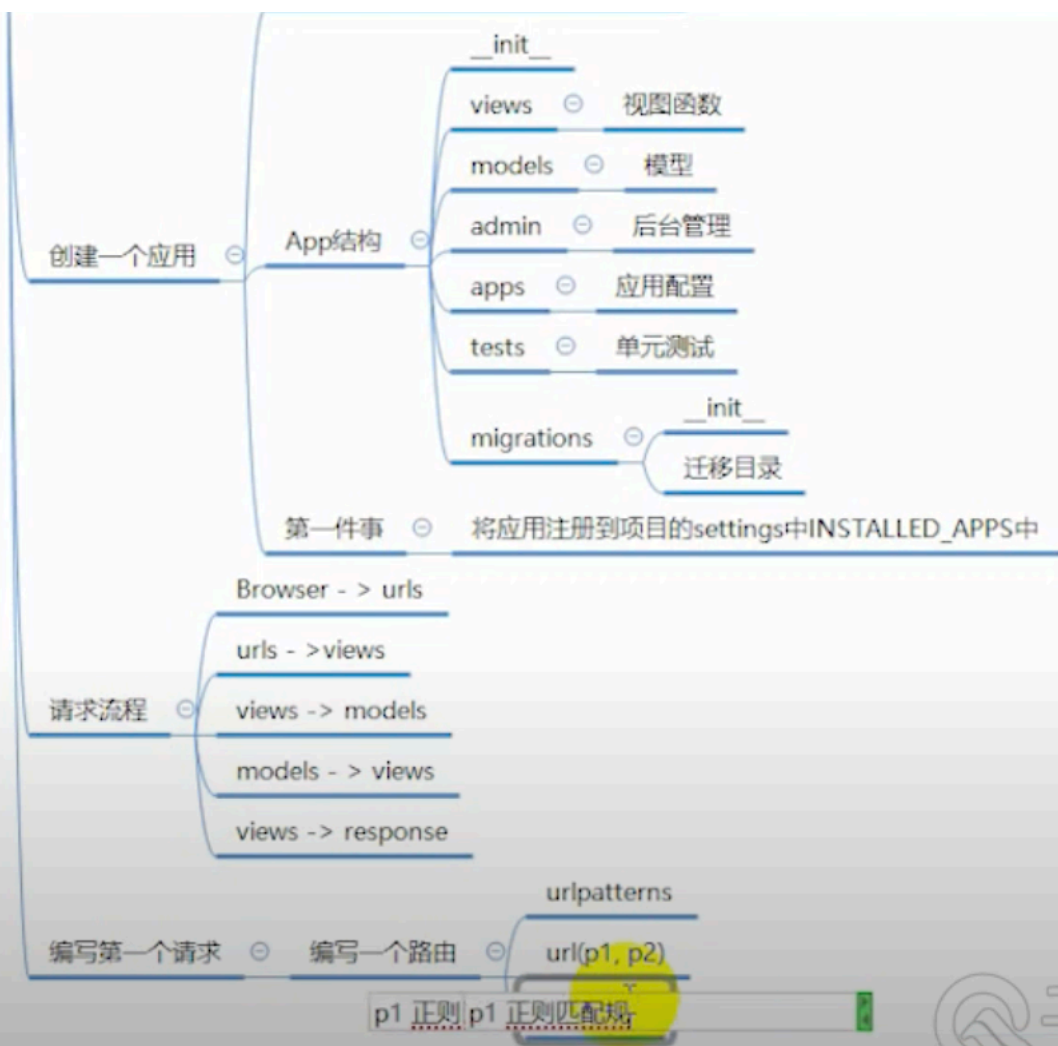 __init__
views 视图函数
models 模型
admin 后台管理
创建一个应用 App结构
apps 应用配置
tests 单元测试
migrations __init__
迁移目录
第一件事 将应用注册到项目的settings中INSTALLED_APPS中
请求流程
Browser - > urls
urls - >views
views -> models
models - > views
views -> response
编写第一个请求 编写一个路由
urlpatterns
url(p1, p2)
p1 正则 p1 正则匹配规